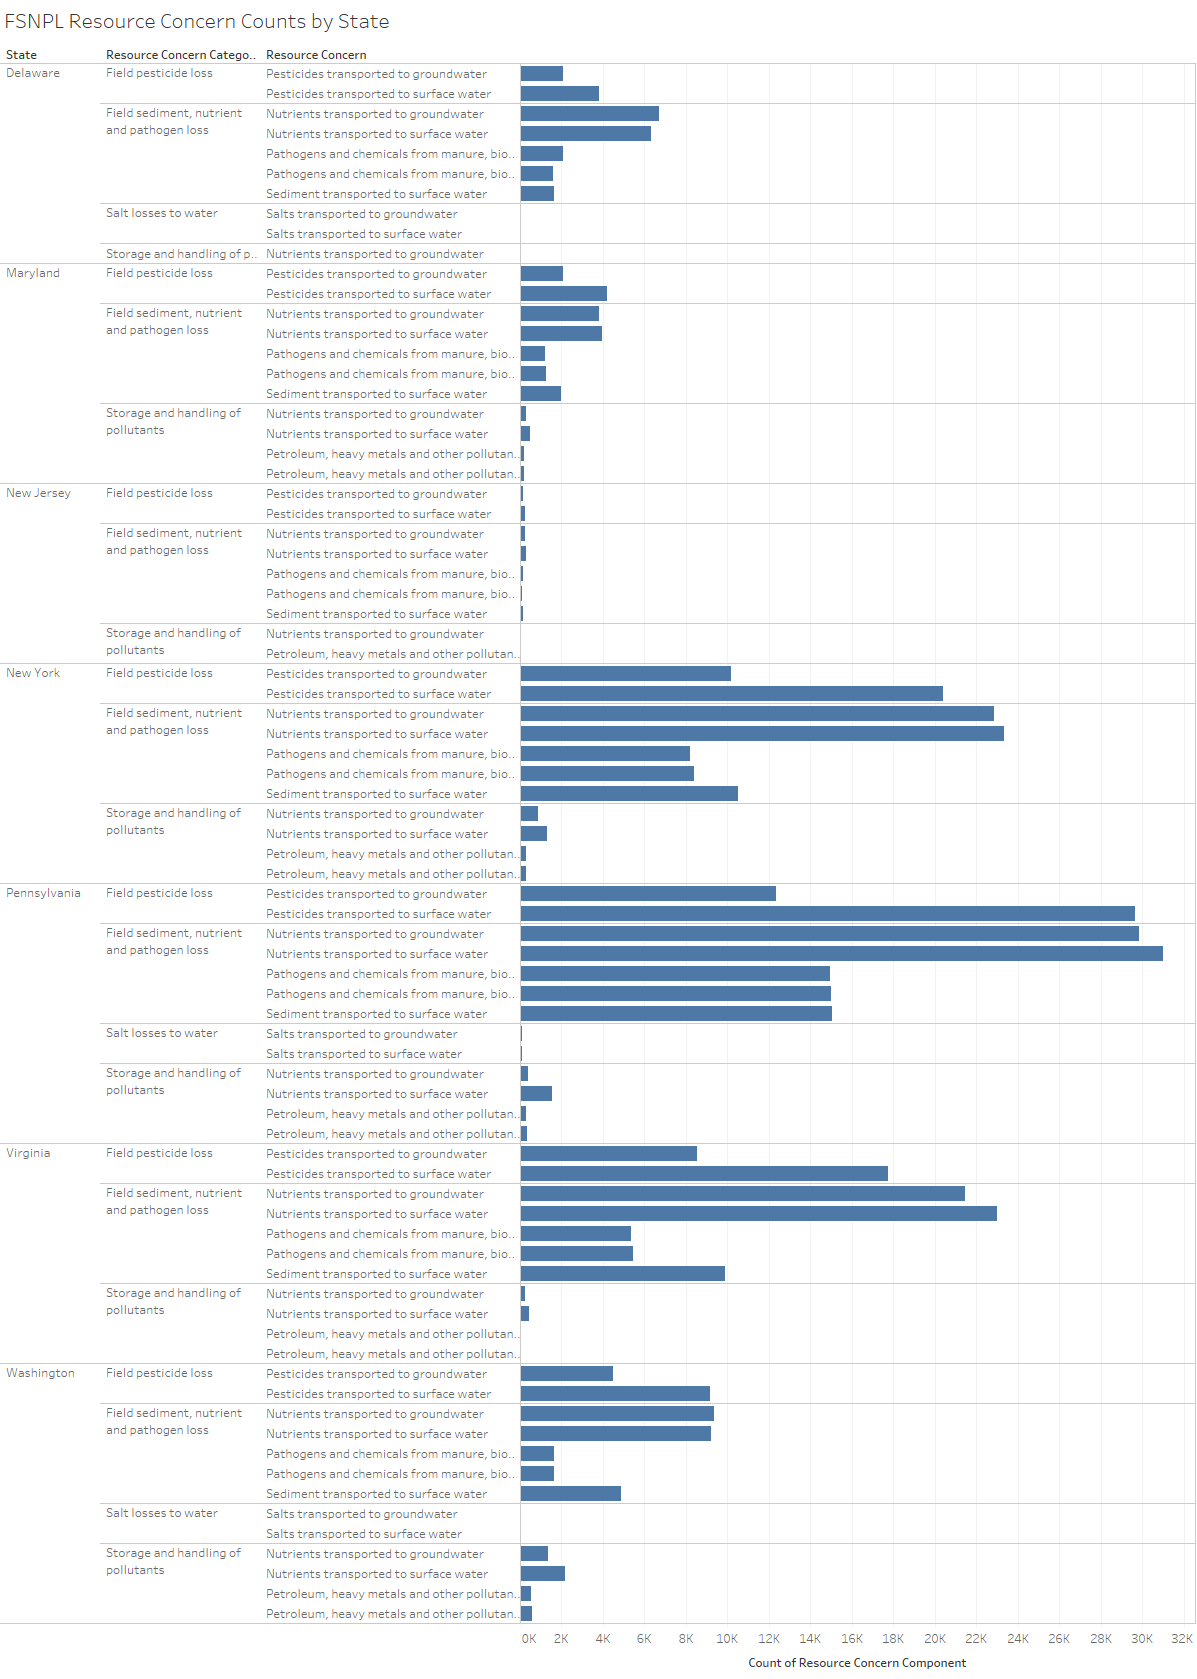 FSNPL Resource Concern Counts by State
State Resource Concern Catego.. Resource Concern
Delaware Field pesticide loss Pesticides transported to groundwater
Pesticides transported to surface water
Field sediment, nutrient Nutrients transported to groundwater
and pathogen loss Nutrients transported to surface water
Pathogens and chemicals from manure, bio..
Pathogens and chemicals from manure, bio..
Sediment transported to surface water
Salt losses to water Salts transported to groundwater
Salts transported to surface water
Storage and handling of p.. Nutrients transported to groundwater
Maryland Field pesticide loss Pesticides transported to groundwater
Pesticides transported to surface water
Field sediment, nutrient Nutrients transported to groundwater
and pathogen loss Nutrients transported to surface water
Pathogens and chemicals from manure, bio..
Pathogens and chemicals from manure, bio..
Sediment transported to surface water
Storage and handling of Nutrients transported to groundwater
pollutants Nutrients transported to surface water
Petroleum, heavy metals and other pollutan..
Petroleum, heavy metals and other pollutan..
New Jersey Field pesticide loss Pesticides transported to groundwater
Pesticides transported to surface water
Field sediment, nutrient Nutrients transported to groundwater
and pathogen loss Nutrients transported to surface water
Pathogens and chemicals from manure, bio..
Pathogens and chemicals from manure, bio..
Sediment transported to surface water
Storage and handling of Nutrients transported to groundwater
pollutants Petroleum, heavy metals and other pollutan..
New York Field pesticide loss Pesticides transported to groundwater
Pesticides transported to surface water
Field sediment, nutrient Nutrients transported to groundwater
and pathogen loss Nutrients transported to surface water
Pathogens and chemicals from manure, bio..
Pathogens and chemicals from manure, bio..
Sediment transported to surface water
Storage and handling of Nutrients transported to groundwater
pollutants Nutrients transported to surface water
Petroleum, heavy metals and other pollutan..
Petroleum, heavy metals and other pollutan..
Pennsylvania Field pesticide loss Pesticides transported to groundwater
Pesticides transported to surface water
Field sediment, nutrient Nutrients transported to groundwater
and pathogen loss Nutrients transported to surface water
Pathogens and chemicals from manure, bio..
Pathogens and chemicals from manure, bio..
Sediment transported to surface water
Salt losses to water Salts transported to groundwater
Salts transported to surface water
Storage and handling of Nutrients transported to groundwater
pollutants Nutrients transported to surface water
Petroleum, heavy metals and other pollutan..
Petroleum, heavy metals and other pollutan..
Virginia Field pesticide loss Pesticides transported to groundwater
Pesticides transported to surface water
Field sediment, nutrient Nutrients transported to groundwater
and pathogen loss Nutrients transported to surface water
Pathogens and chemicals from manure, bio..
Pathogens and chemicals from manure, bio..
Sediment transported to surface water
Storage and handling of Nutrients transported to groundwater
pollutants Nutrients transported to surface water
Petroleum, heavy metals and other pollutan..
Petroleum, heavy metals and other pollutan..
Washington Field pesticide loss Pesticides transported to groundwater
Pesticides transported to surface water
Field sediment, nutrient Nutrients transported to groundwater
and pathogen loss Nutrients transported to surface water
Pathogens and chemicals from manure, bio..
Pathogens and chemicals from manure, bio..
Sediment transported to surface water
Salt losses to water Salts transported to groundwater
Salts transported to surface water
Storage and handling of Nutrients transported to groundwater
pollutants Nutrients transported to surface water
Petroleum, heavy metals and other pollutan..
Petroleum, heavy metals and other pollutan..
0K 2K 4K 6K 8K 10K 12K 14K 16K 18K 20K 22K 24K 26K 28K 30K 32K
Count of Resource Concern Component